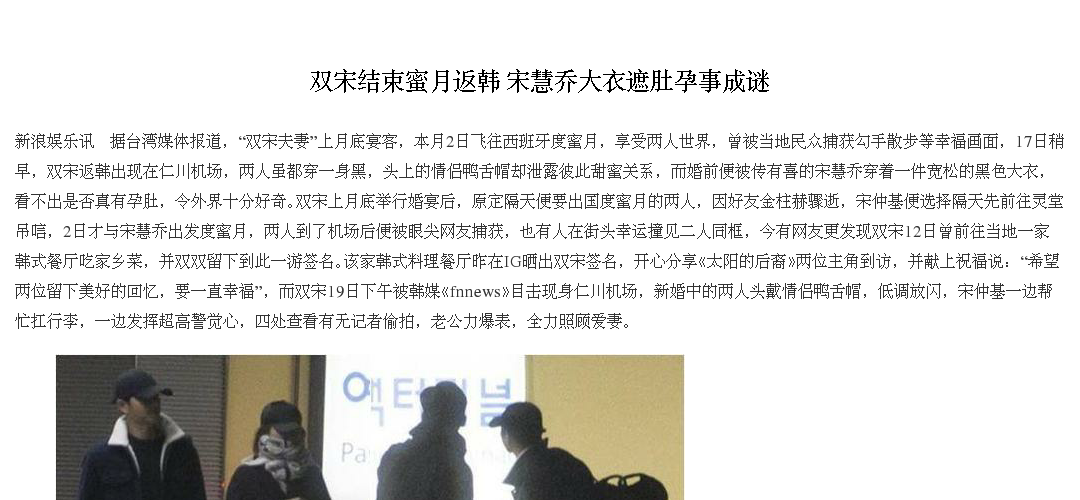 双宋结束蜜月返韩 宋慧乔大衣遮肚孕事成谜
新浪娱乐讯　据台湾媒体报道，“双宋夫妻”上月底宴客，本月2日飞往西班牙度蜜月，享受两人世界，曾被当地民众捕获勾手散步等幸福画面，17日稍
早，双宋返韩出现在仁川机场，两人虽都穿一身黑，头上的情侣鸭舌帽却泄露彼此甜蜜关系，而婚前便被传有喜的宋慧乔穿着一件宽松的黑色大衣，
看不出是否真有孕肚，令外界十分好奇。双宋上月底举行婚宴后，原定隔天便要出国度蜜月的两人，因好友金柱赫骤逝，宋仲基便选择隔天先前往灵堂
吊唁，2日才与宋慧乔出发度蜜月，两人到了机场后便被眼尖网友捕获，也有人在街头幸运撞见二人同框，今有网友更发现双宋12日曾前往当地一家
韩式餐厅吃家乡菜，并双双留下到此一游签名。该家韩式料理餐厅昨在IG晒出双宋签名，开心分享《太阳的后裔》两位主角到访，并献上祝福说：“希望
两位留下美好的回忆，要一直幸福”，而双宋19日下午被韩媒《fnnews》目击现身仁川机场，新婚中的两人头戴情侣鸭舌帽，低调放闪，宋仲基一边帮
忙扛行李，一边发挥超高警觉心，四处查看有无记者偷拍，老公力爆表，全力照顾爱妻。